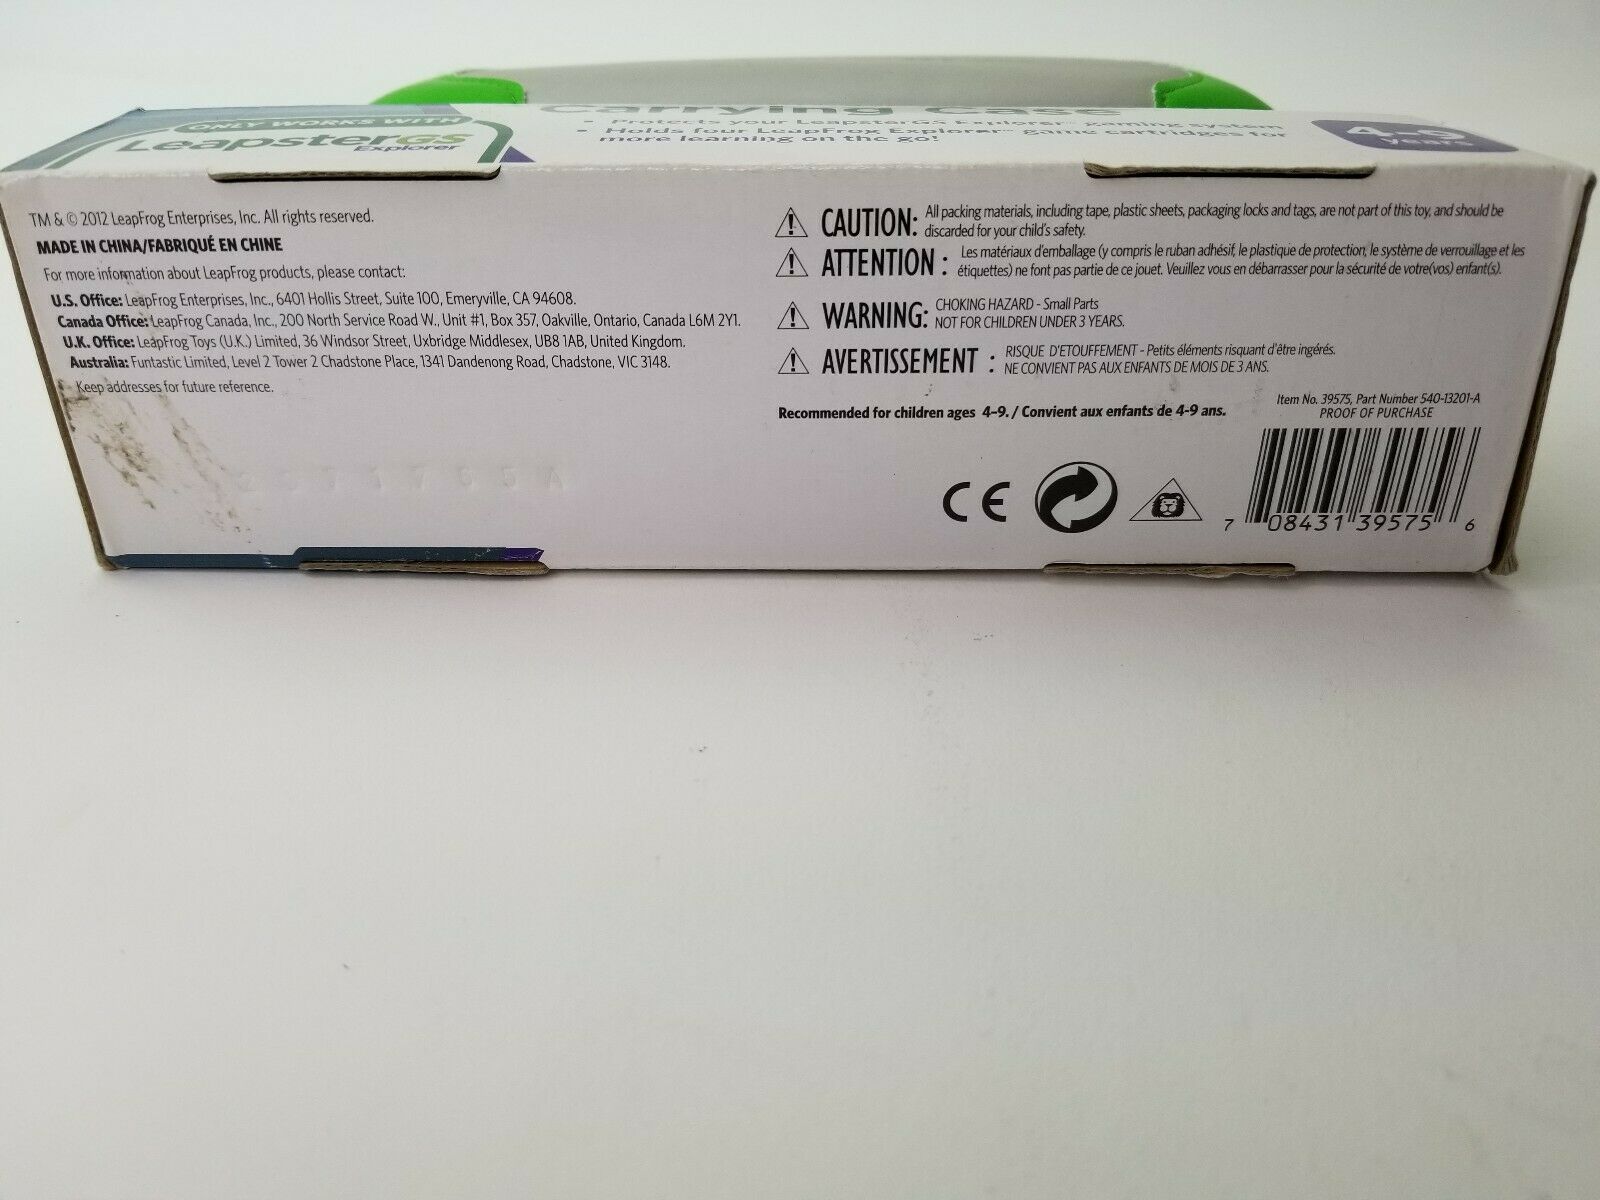 Carrying Case
ONLY WORKS WITH
LeapsterGS
Explorer
• Protects your LeapsterGS Explorer™ gaming system
• Holds four LeapFrog Explorer™ game cartridges for
more learning on the go!
4-9
years
TM & © 2012 LeapFrog Enterprises, Inc. All rights reserved.
MADE IN CHINA/FABRIQUÉ EN CHINE
For more information about LeapFrog products, please contact:
U.S. Office: LeapFrog Enterprises, Inc., 6401 Hollis Street, Suite 100, Emeryville, CA 94608.
Canada Office: LeapFrog Canada, Inc., 200 North Service Road W., Unit #1, Box 357, Oakville, Ontario, Canada L6M 2Y1.
U.K. Office: LeapFrog Toys (U.K.) Limited, 36 Windsor Street, Uxbridge Middlesex, UB8 1AB, United Kingdom.
Australia: Funtastic Limited, Level 2 Tower 2 Chadstone Place, 1341 Dandenong Road, Chadstone, VIC 3148.
Keep addresses for future reference.
CAUTION: All packing materials, including tape, plastic sheets, packaging locks and tags, are not part of this toy, and should be
discarded for your child's safety.
ATTENTION : Les matériaux d'emballage (y compris le ruban adhésif, le plastique de protection, le système de verrouillage et les
étiquettes) ne font pas partie de ce jouet. Veuillez vous en débarrasser pour la sécurité de votre(vos) enfant(s).
WARNING: CHOKING HAZARD - Small Parts
NOT FOR CHILDREN UNDER 3 YEARS.
AVERTISSEMENT : RISQUE D'ETOUFFEMENT - Petits éléments risquant d'être ingérés.
NE CONVIENT PAS AUX ENFANTS DE MOIS DE 3 ANS.
Recommended for children ages 4-9. / Convient aux enfants de 4-9 ans.
Item No. 39575, Part Number 540-13201-A
PROOF OF PURCHASE
CE
7 08431 39575 6